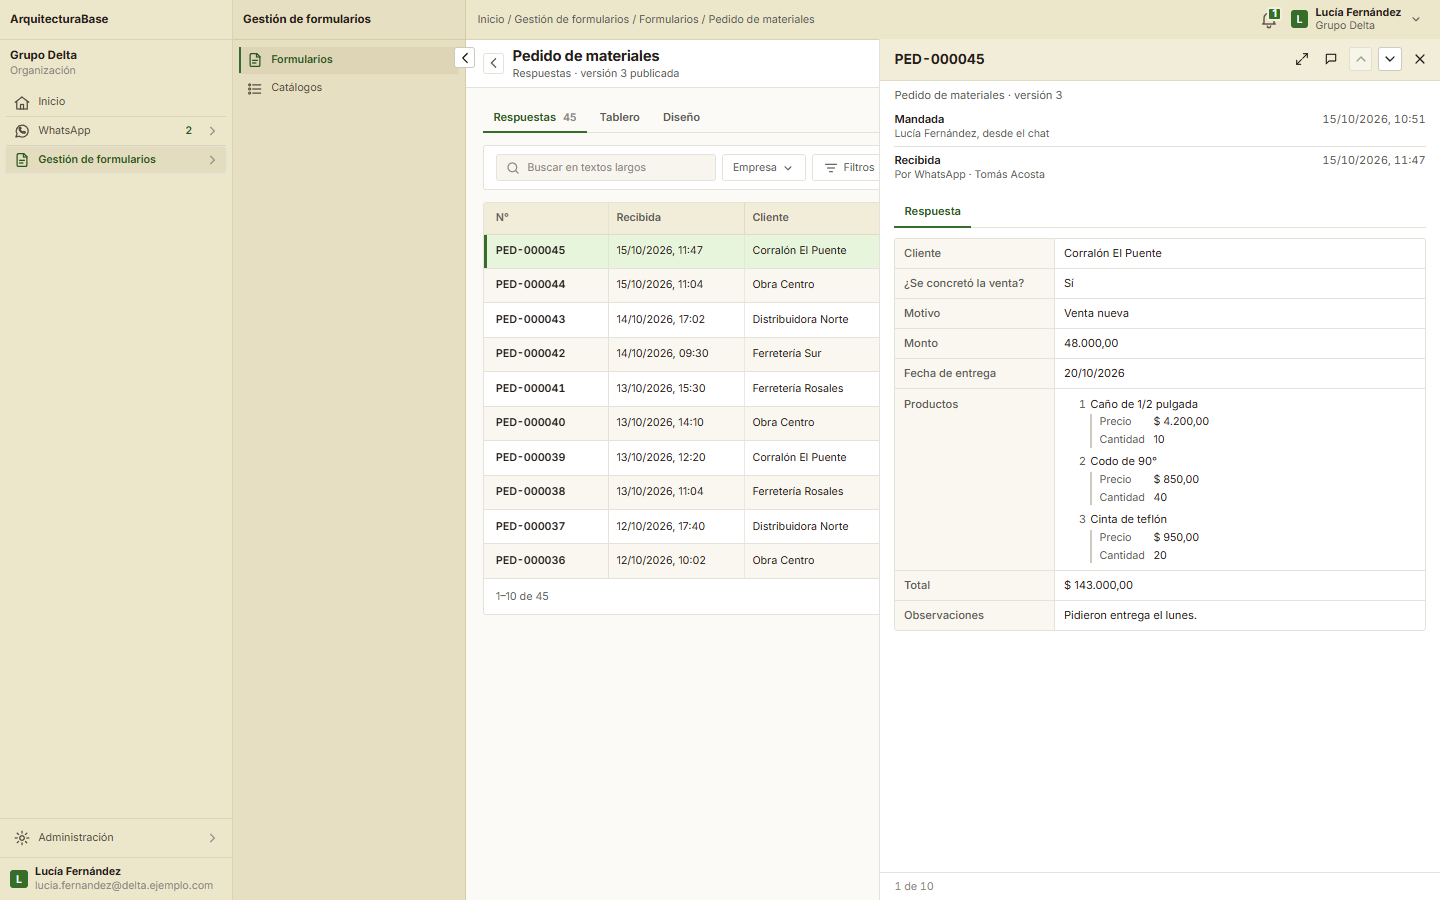 ArquitecturaBase
Grupo Delta
Organización
Inicio
WhatsApp 2
Gestión de formularios
Administración
L Lucía Fernández
lucia.fernandez@delta.ejemplo.com
Gestión de formularios
Formularios
Catálogos
Inicio / Gestión de formularios / Formularios / Pedido de materiales
1
L Lucía Fernández
Grupo Delta
Pedido de materiales
Respuestas · versión 3 publicada
Respuestas 45 Tablero Diseño
Buscar en textos largos Empresa Filtros
N° Recibida Cliente
PED-000045 15/10/2026, 11:47 Corralón El Puente
PED-000044 15/10/2026, 11:04 Obra Centro
PED-000043 14/10/2026, 17:02 Distribuidora Norte
PED-000042 14/10/2026, 09:30 Ferretería Sur
PED-000041 13/10/2026, 15:30 Ferretería Rosales
PED-000040 13/10/2026, 14:10 Obra Centro
PED-000039 13/10/2026, 12:20 Corralón El Puente
PED-000038 13/10/2026, 11:04 Ferretería Rosales
PED-000037 12/10/2026, 17:40 Distribuidora Norte
PED-000036 12/10/2026, 10:02 Obra Centro
1–10 de 45
PED-000045
Pedido de materiales · versión 3
Mandada 15/10/2026, 10:51
Lucía Fernández, desde el chat
Recibida 15/10/2026, 11:47
Por WhatsApp · Tomás Acosta
Respuesta
Cliente Corralón El Puente
¿Se concretó la venta? Sí
Motivo Venta nueva
Monto 48.000,00
Fecha de entrega 20/10/2026
Productos 1 Caño de 1/2 pulgada
Precio $ 4.200,00
Cantidad 10
2 Codo de 90°
Precio $ 850,00
Cantidad 40
3 Cinta de teflón
Precio $ 950,00
Cantidad 20
Total $ 143.000,00
Observaciones Pidieron entrega el lunes.
1 de 10